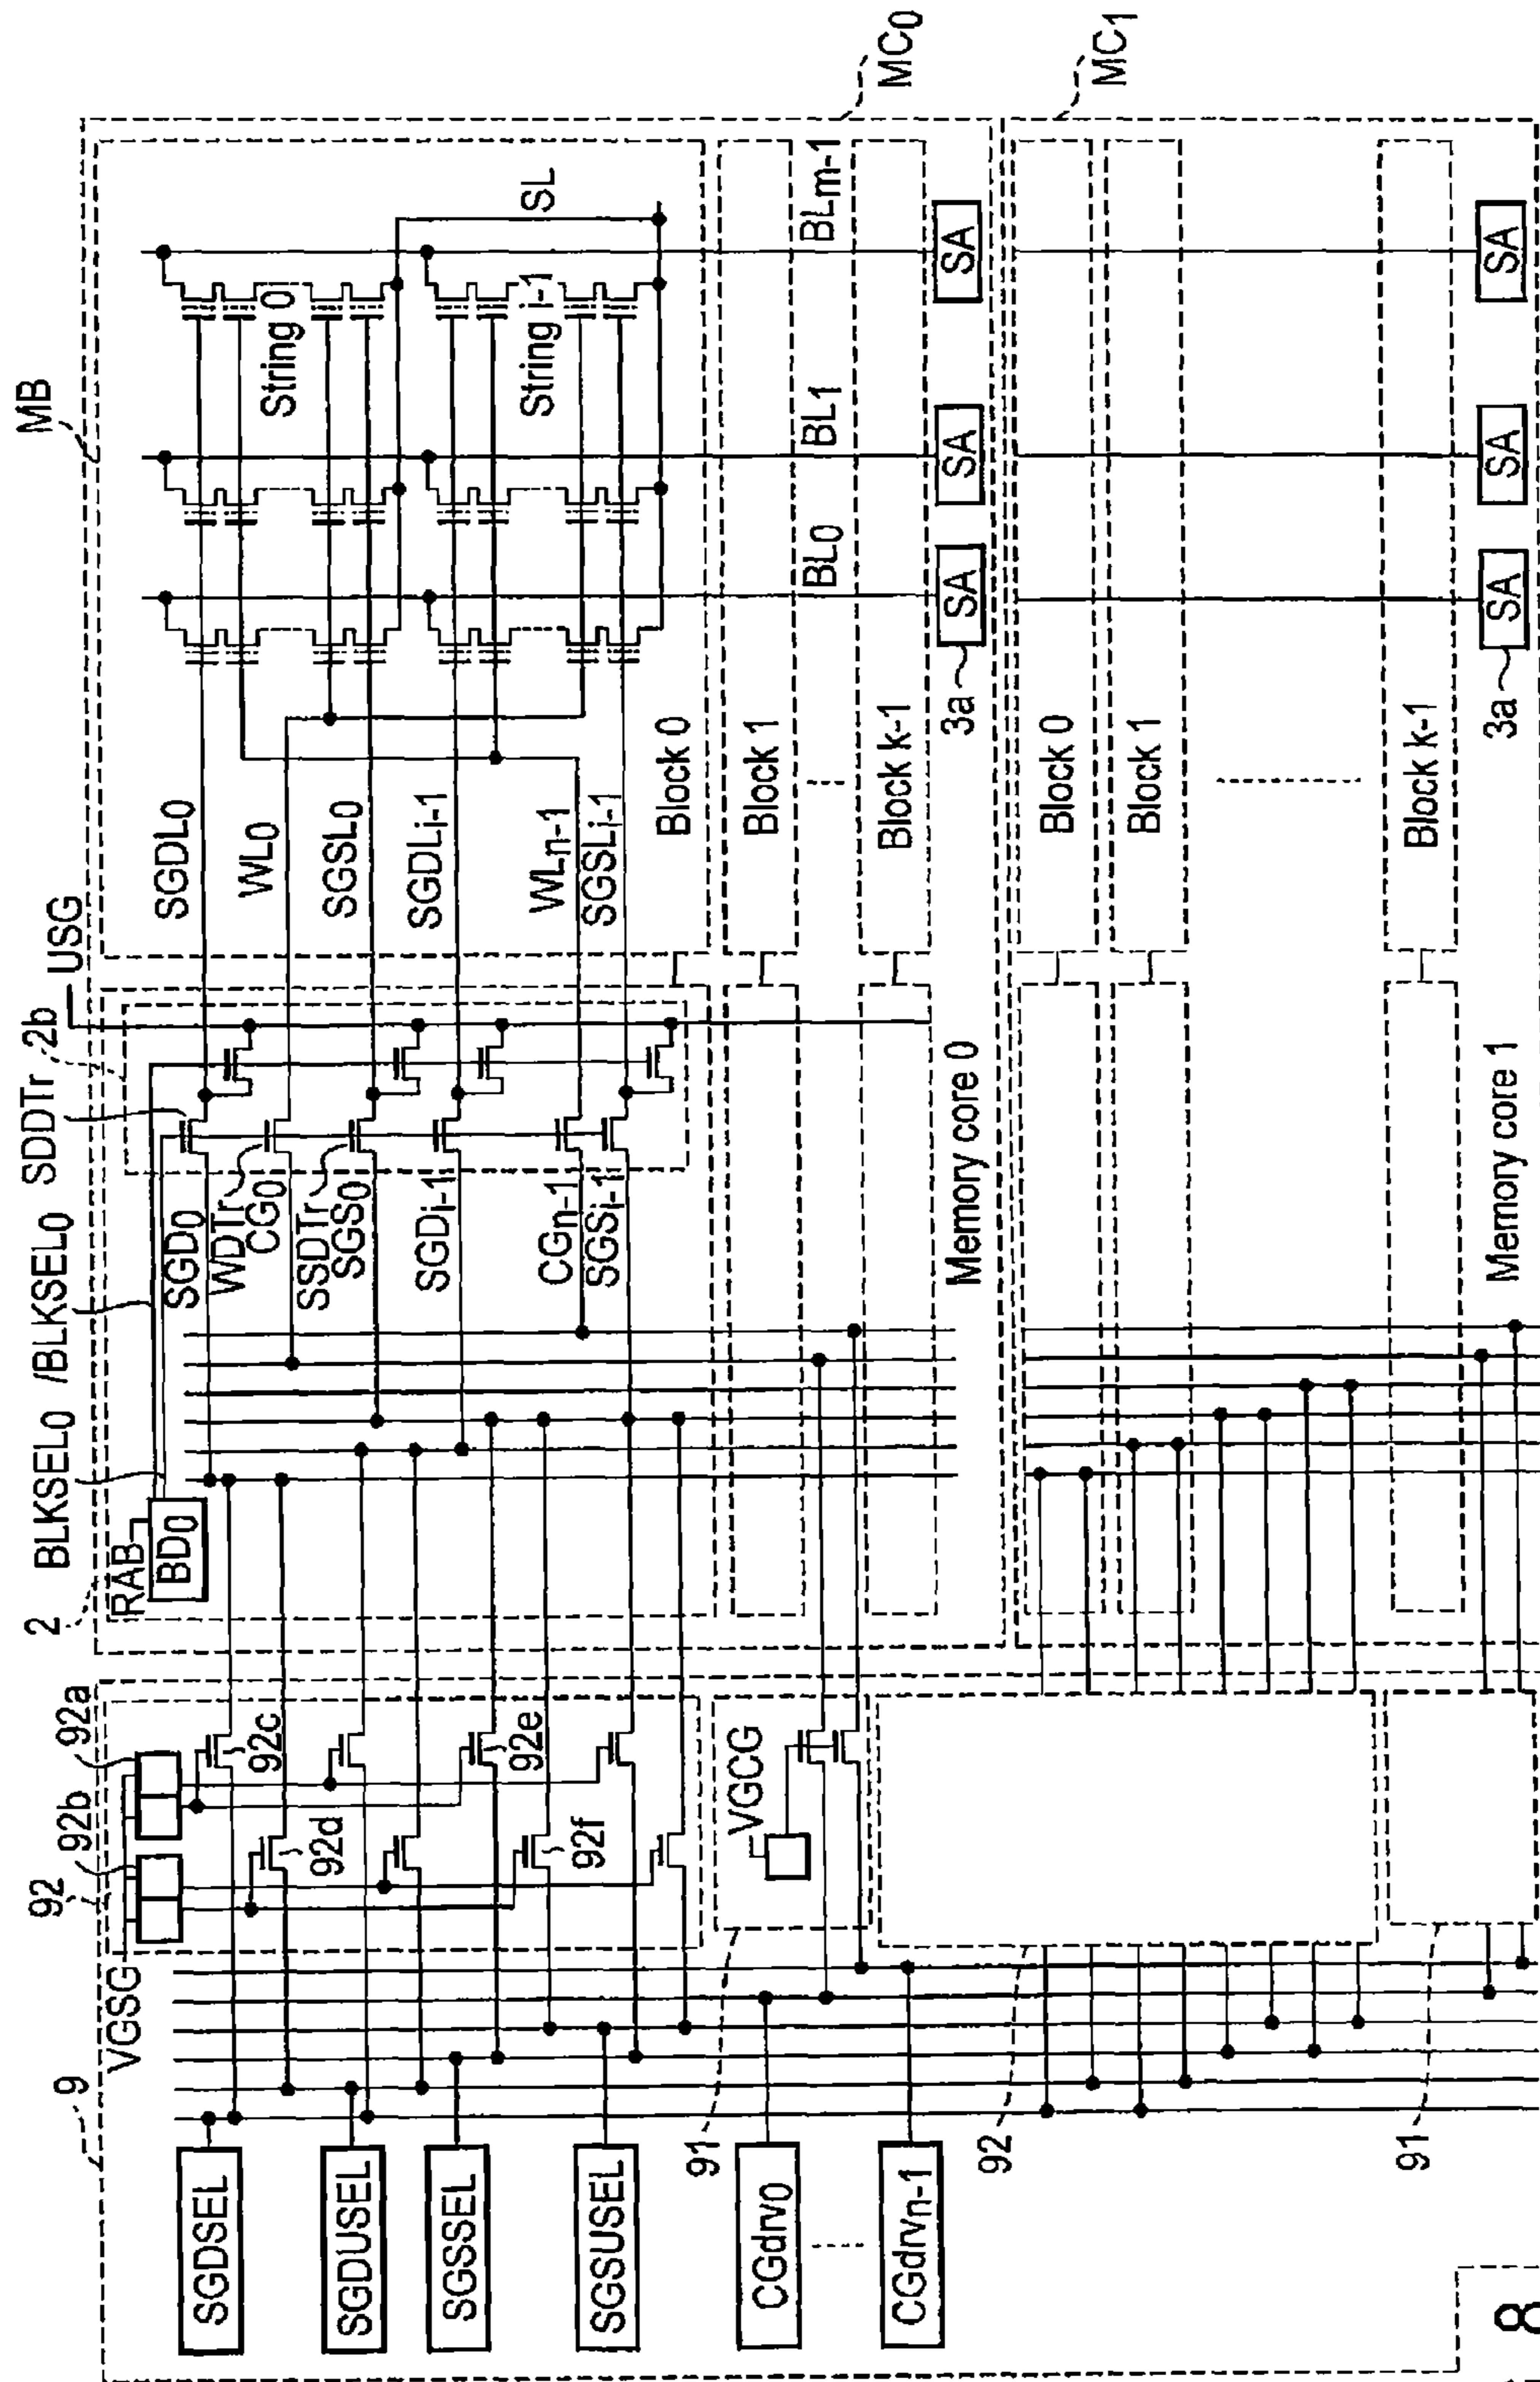 MB
MC0
MC1
USG
2b
SDDTr
/BLKSEL0
BLKSEL0
2
RAB
BD0
SGD0
WDTr
CG0
SSDTr
SGS0
SGDi-1
CGn-1
SGSi-1
SGDL0
WL0
SGSL0
SGDLi-1
WLn-1
SGSLi-1
String 0
String i-1
SL
BL0
BL1
BLm-1
Block 0
Block 1
Block k-1
3a
SA
SA
SA
Memory core 0
Block 0
Block 1
Block k-1
3a
SA
SA
SA
Memory core 1
92a
92b
92
92c
92d
92e
92f
VGSG
VGCG
9
SGDSEL
SGDUSEL
SGSSEL
SGSUSEL
91
CGdrv0
CGdrvn-1
92
91
8